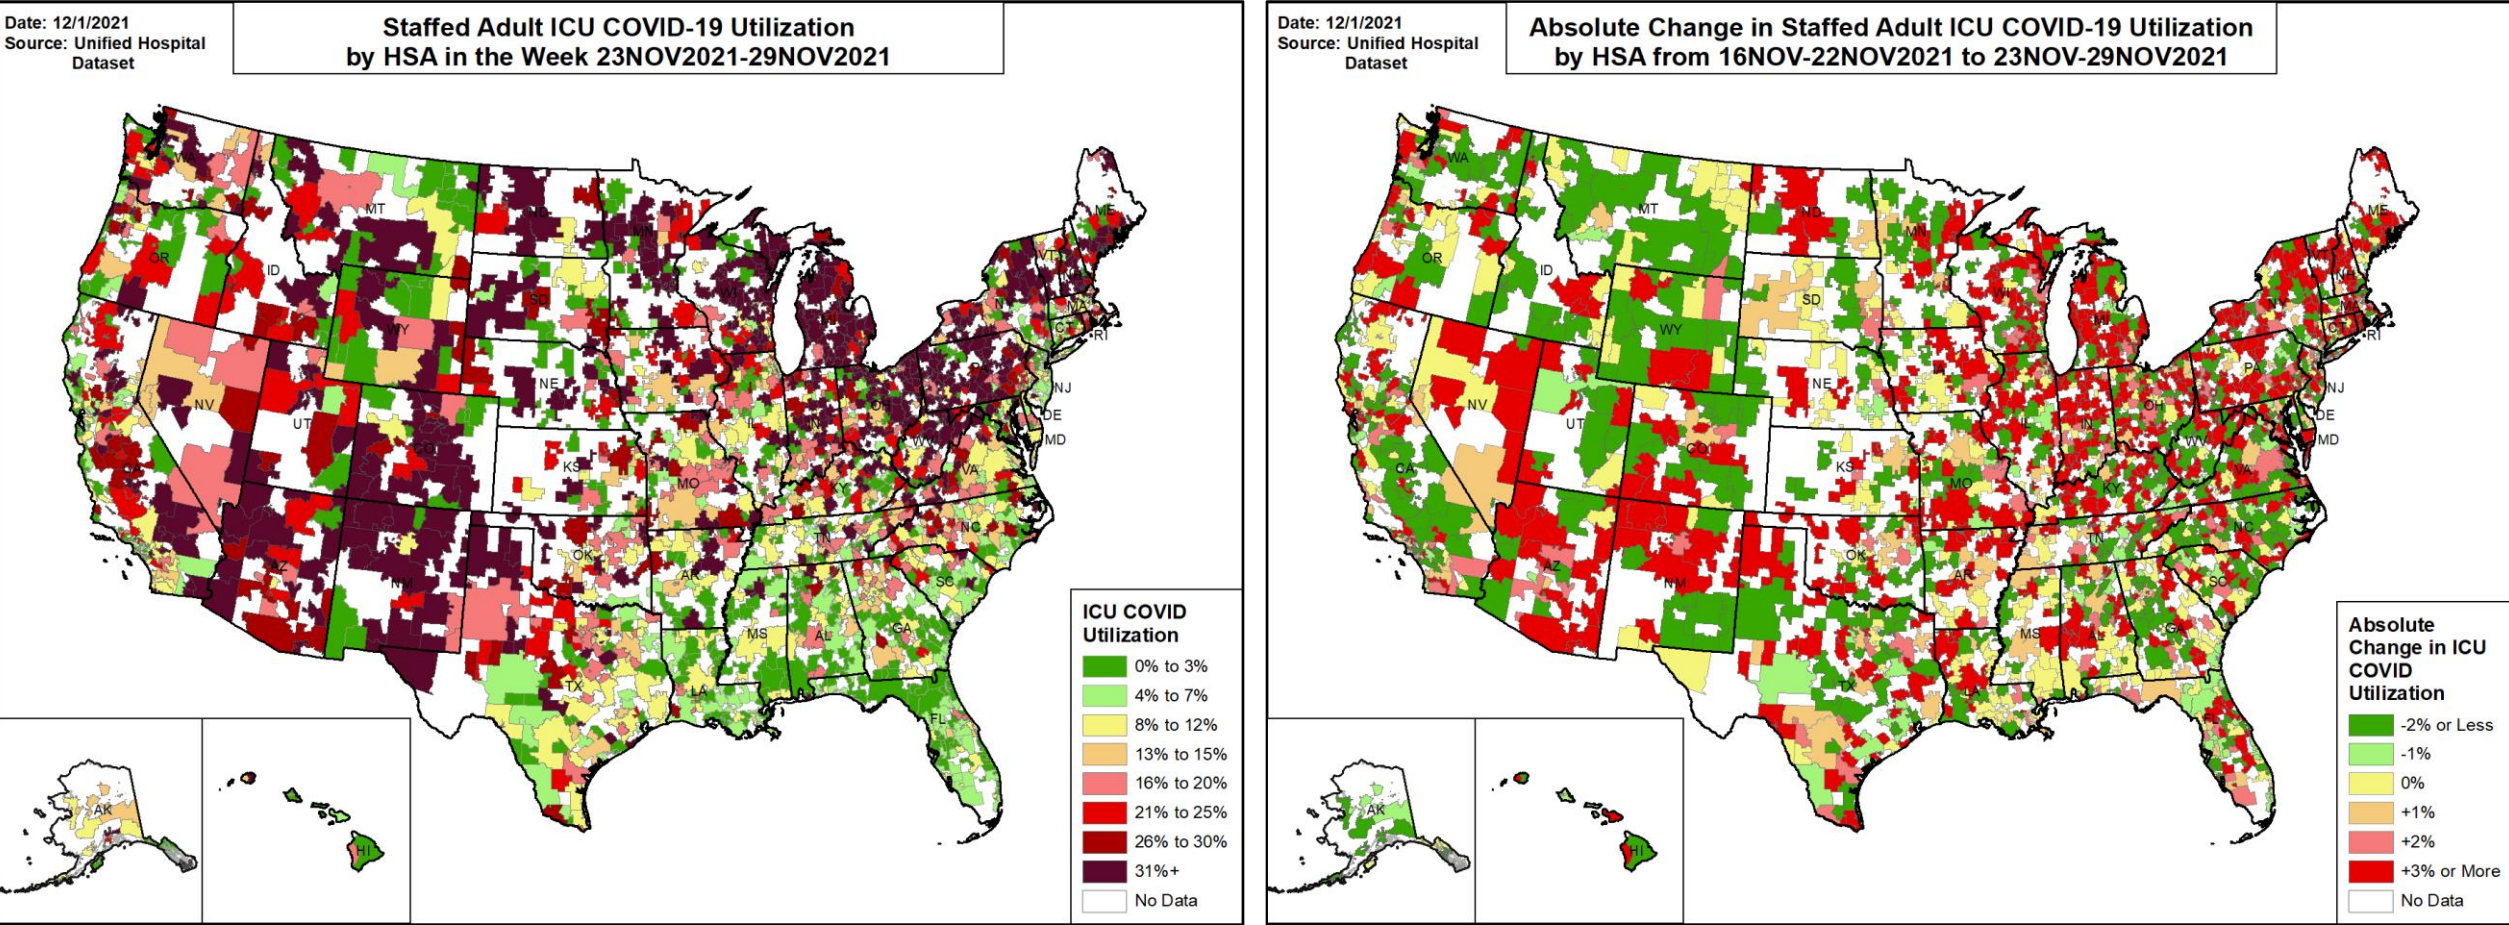 Date: 12/1/2021
Source: Unified Hospital
Dataset
Staffed Adult ICU COVID-19 Utilization
by HSA in the Week 23NOV2021-29NOV2021
WA
MT
ND
MN
ME
OR
ID
SD
WY
VT
MA
CT
RI
NE
NJ
NV
UT
CO
IL
IN
OH
PA
DE
MD
CA
KS
MO
KY
WV
VA
AZ
NM
OK
AR
TN
NC
SC
MS
AL
GA
TX
LA
FL
AK
HI
ICU COVID
Utilization
0% to 3%
4% to 7%
8% to 12%
13% to 15%
16% to 20%
21% to 25%
26% to 30%
31%+
No Data
Date: 12/1/2021
Source: Unified Hospital
Dataset
Absolute Change in Staffed Adult ICU COVID-19 Utilization
by HSA from 16NOV-22NOV2021 to 23NOV-29NOV2021
WA
MT
ND
MN
ME
OR
ID
SD
WI
MI
VT
NH
NY
MA
CT
RI
WY
NE
IA
PA
NJ
NV
UT
CO
IL
IN
OH
DE
MD
CA
KS
MO
KY
WV
VA
AZ
NM
OK
AR
TN
NC
SC
MS
AL
GA
TX
LA
FL
AK
HI
Absolute
Change in ICU
COVID
Utilization
-2% or Less
-1%
0%
+1%
+2%
+3% or More
No Data